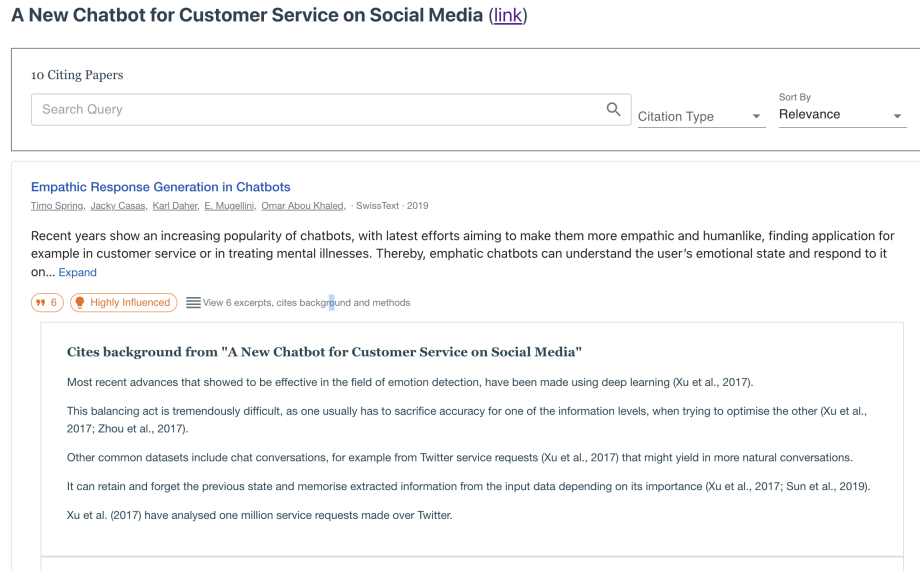 A New Chatbot for Customer Service on Social Media (link)
10 Citing Papers
Search Query
Citation Type
Sort By
Relevance
Empathic Response Generation in Chatbots
Timo Spring, Jacky Casas, Karl Daher, E. Mugellini, Omar Abou Khaled, · SwissText · 2019
Recent years show an increasing popularity of chatbots, with latest efforts aiming to make them more empathic and humanlike, finding application for
example in customer service or in treating mental illnesses. Thereby, emphatic chatbots can understand the user's emotional state and respond to it
on... Expand
6 Highly Influenced View 6 excerpts, cites background and methods
Cites background from "A New Chatbot for Customer Service on Social Media"
Most recent advances that showed to be effective in the field of emotion detection, have been made using deep learning (Xu et al., 2017).
This balancing act is tremendously difficult, as one usually has to sacrifice accuracy for one of the information levels, when trying to optimise the other (Xu et al.,
2017; Zhou et al., 2017).
Other common datasets include chat conversations, for example from Twitter service requests (Xu et al., 2017) that might yield in more natural conversations.
It can retain and forget the previous state and memorise extracted information from the input data depending on its importance (Xu et al., 2017; Sun et al., 2019).
Xu et al. (2017) have analysed one million service requests made over Twitter.